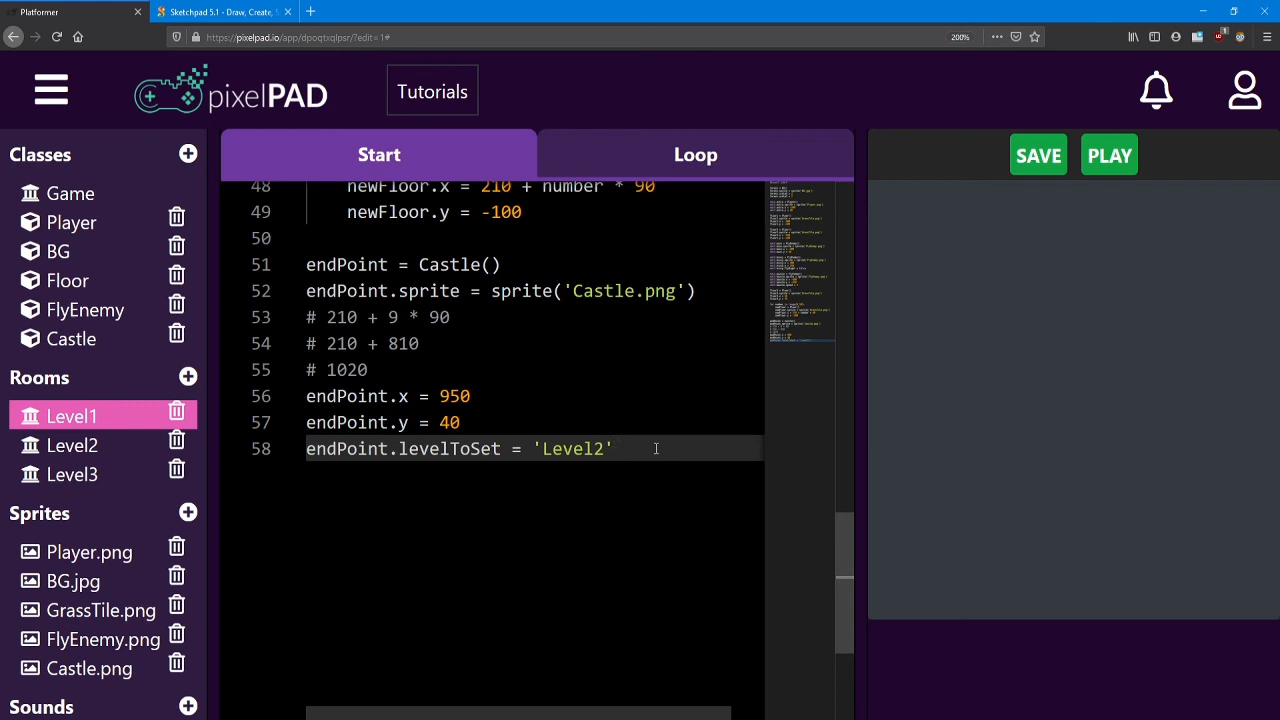 Platformer
Sketchpad 5.1 - Draw, Create, S
https://pixelpad.io/app/dpoqtxqlpsr/?edit=1#
200%
pixelPAD
Tutorials
Classes
Game
Player
BG
Floor
FlyEnemy
Castle
Rooms
Level1
Level2
Level3
Sprites
Player.png
BG.jpg
GrassTile.png
FlyEnemy.png
Castle.png
Sounds
Start
Loop
48 newFloor.x = 210 + number * 90
49 newFloor.y = -100
50
51 endPoint = Castle()
52 endPoint.sprite = sprite('Castle.png')
53 # 210 + 9 * 90
54 # 210 + 810
55 # 1020
56 endPoint.x = 950
57 endPoint.y = 40
58 endPoint.levelToSet = 'Level2'
SAVE
PLAY